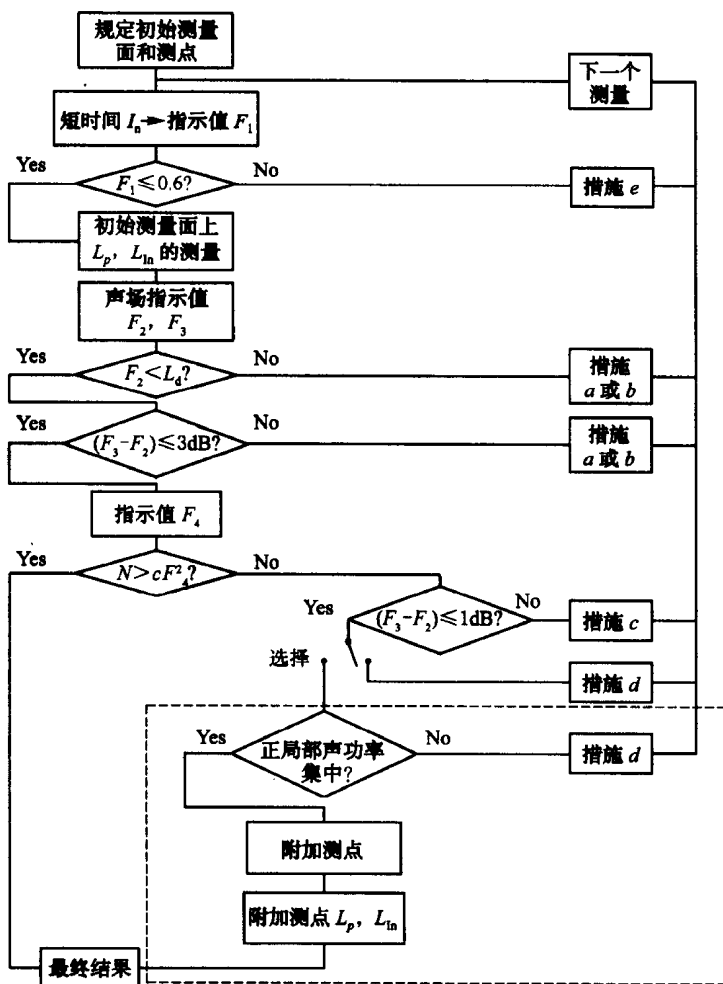 规定初始测量
面和测点
下一个
测量
短时间 Iₙ→指示值 F₁
Yes
F₁≤0.6?
No
措施 e
初始测量面上
Lₚ, L_In 的测量
声场指示值
F₂, F₃
Yes
F₂<L_d?
No
措施
a 或 b
Yes
(F₃-F₂)≤3dB?
No
措施
a 或 b
指示值 F₄
Yes
N>cF²₄?
No
Yes
(F₃-F₂)≤1dB?
No
措施 c
选择
措施 d
Yes
正局部声功率
集中?
No
措施 d
附加测点
附加测点 Lₚ, L_In
最终结果